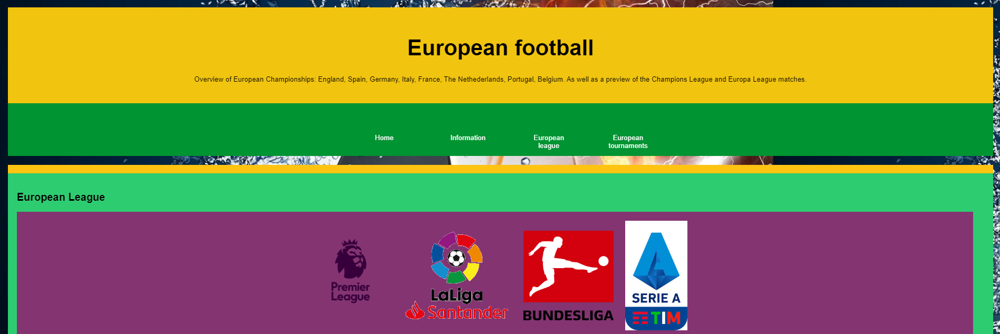 European football
Overview of European Championships: England, Spain, Germany, Italy, France, The Nethederlands, Portugal, Belgium. As well as a preview of the Champions League and Europa League matches.
Home
Information
European
league
European
tournaments
European League
Premier
League
LaLiga
Santander
BUNDESLIGA
SERIE A
TIM